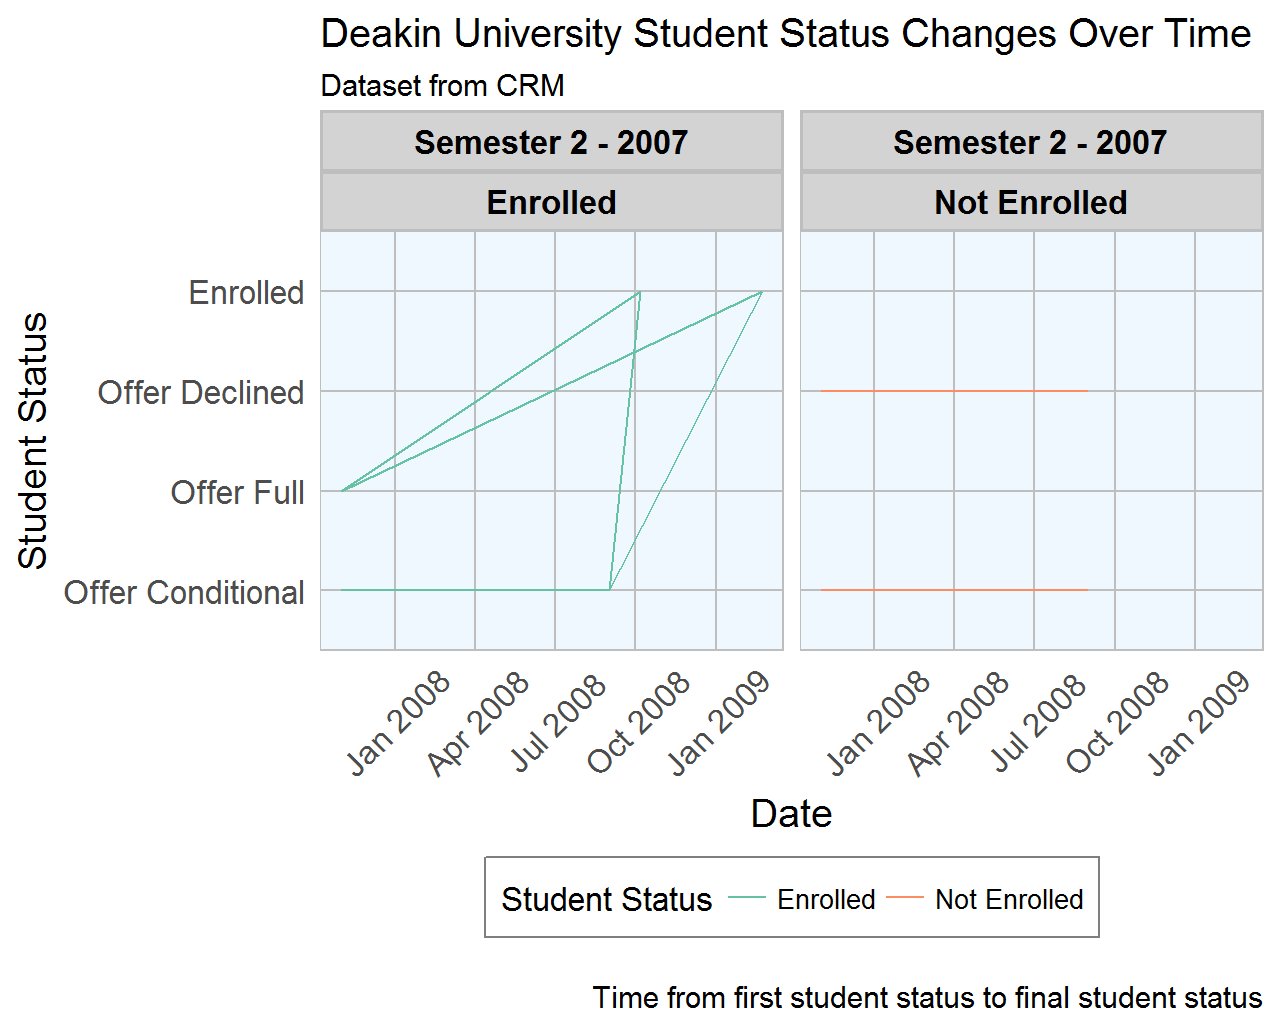 Deakin University Student Status Changes Over Time
Dataset from CRM
Semester 2 - 2007
Semester 2 - 2007
Enrolled
Not Enrolled
Student Status
Enrolled
Offer Declined
Offer Full
Offer Conditional
Jan 2008
Apr 2008
Jul 2008
Oct 2008
Jan 2009
Jan 2008
Apr 2008
Jul 2008
Oct 2008
Jan 2009
Date
Student Status Enrolled Not Enrolled
Time from first student status to final student status